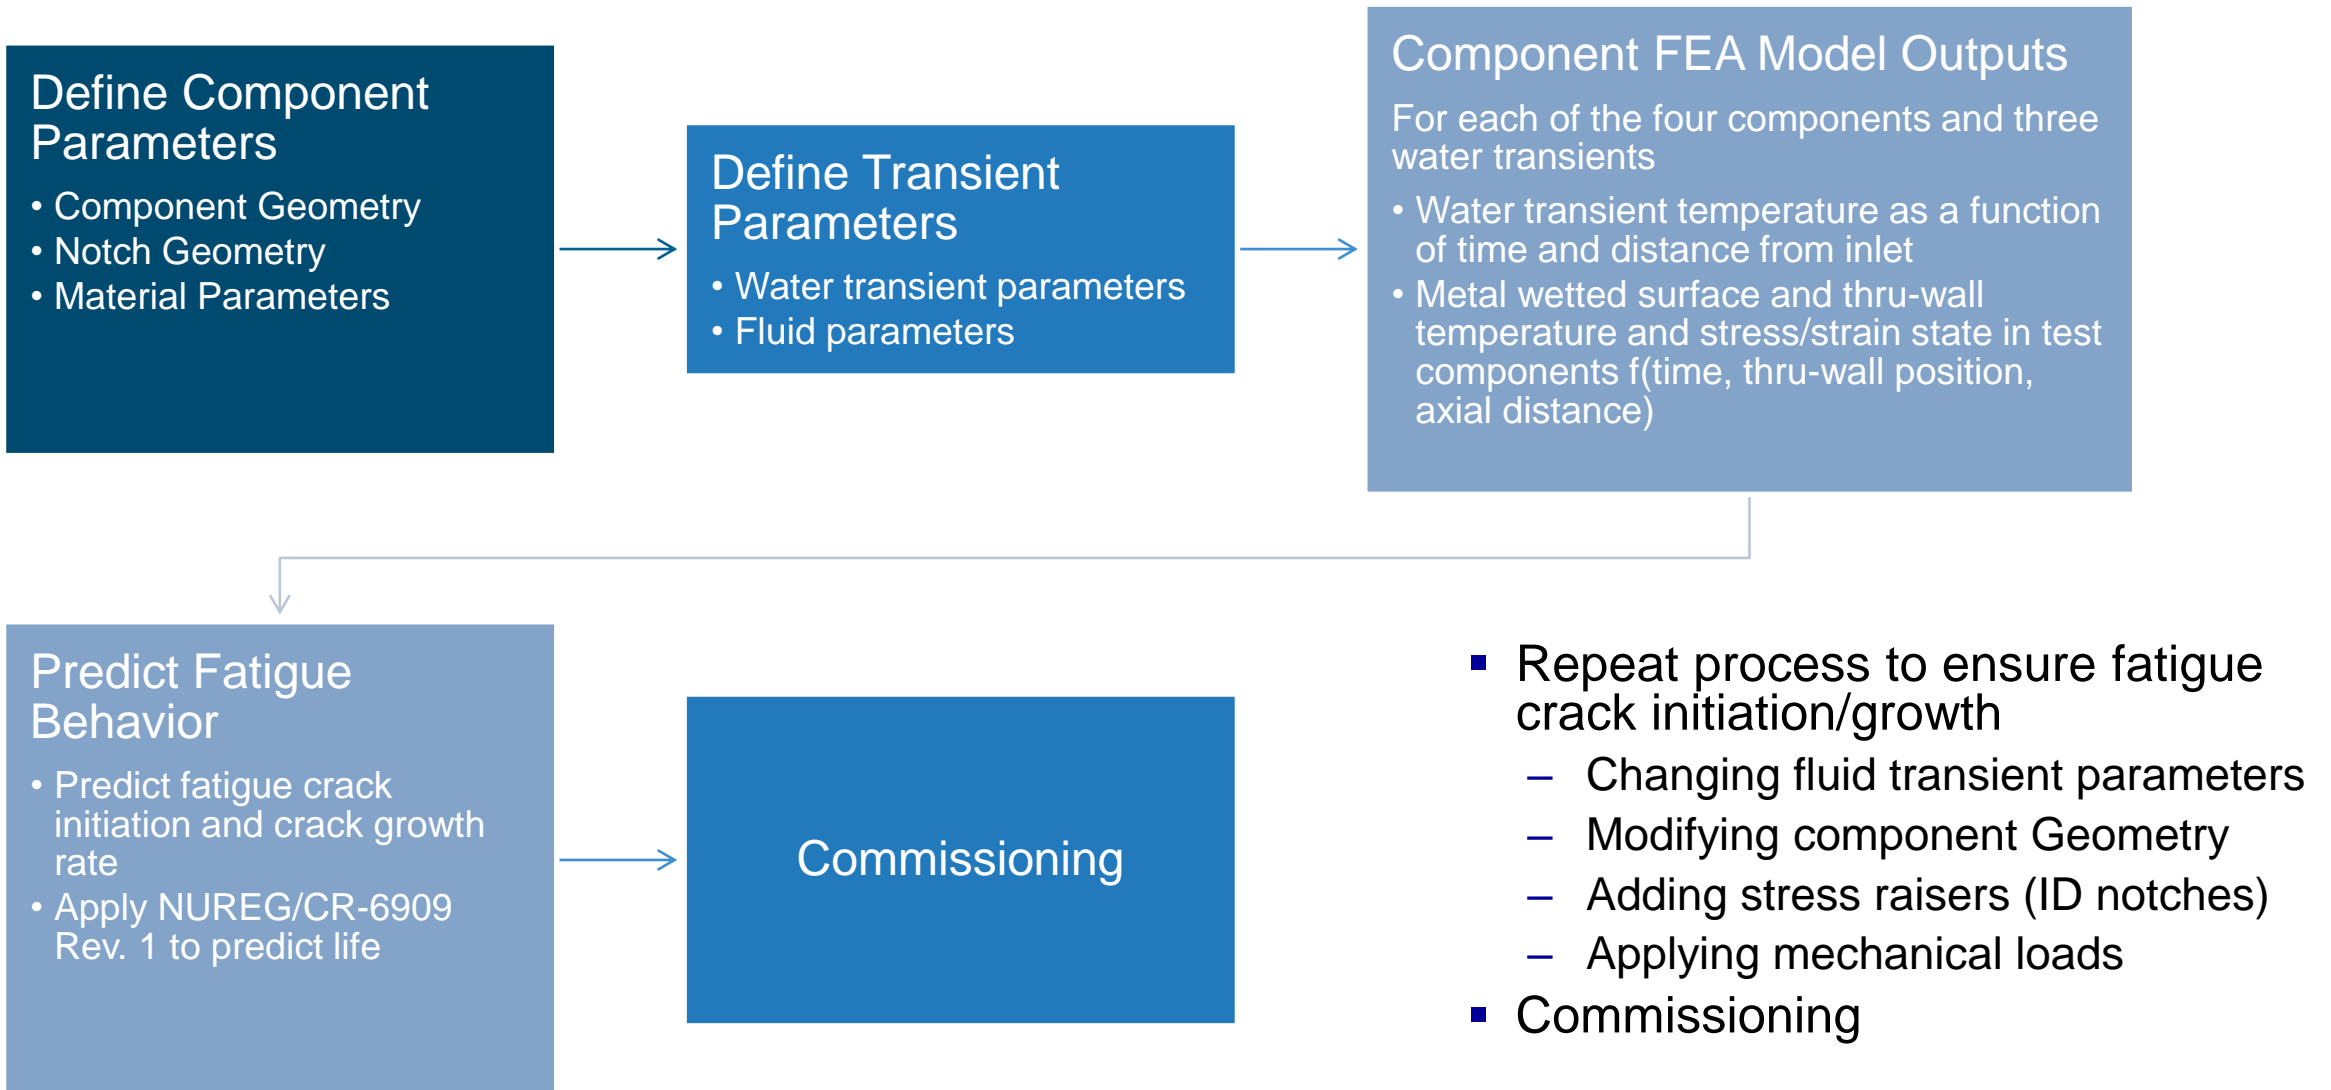 Define Component
Parameters
• Component Geometry
• Notch Geometry
• Material Parameters
Define Transient
Parameters
• Water transient parameters
• Fluid parameters
Component FEA Model Outputs
For each of the four components and three
water transients
• Water transient temperature as a function
of time and distance from inlet
• Metal wetted surface and thru-wall
temperature and stress/strain state in test
components f(time, thru-wall position,
axial distance)
Predict Fatigue
Behavior
• Predict fatigue crack
initiation and crack growth
rate
• Apply NUREG/CR-6909
Rev. 1 to predict life
Commissioning
▪ Repeat process to ensure fatigue
crack initiation/growth
– Changing fluid transient parameters
– Modifying component Geometry
– Adding stress raisers (ID notches)
– Applying mechanical loads
▪ Commissioning